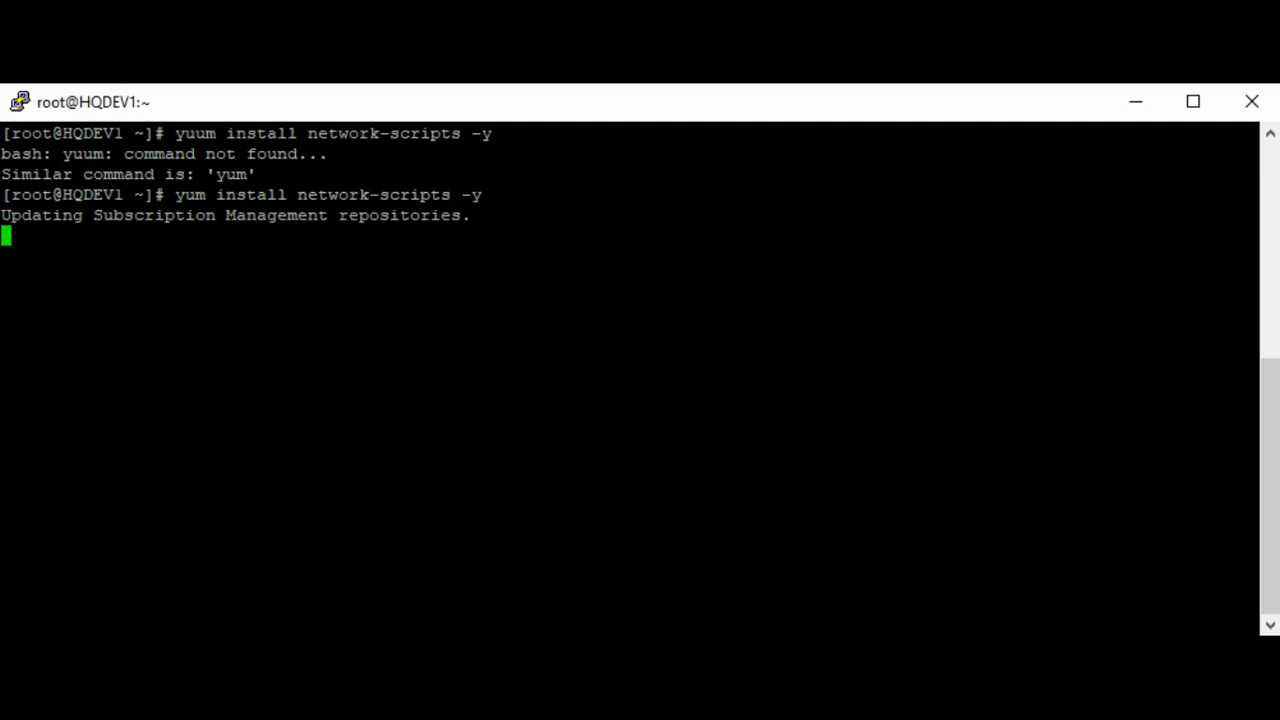 root@HQDEV1:~
[root@HQDEV1 ~]# yuum install network-scripts -y
bash: yuum: command not found...
Similar command is: 'yum'
[root@HQDEV1 ~]# yum install network-scripts -y
Updating Subscription Management repositories.